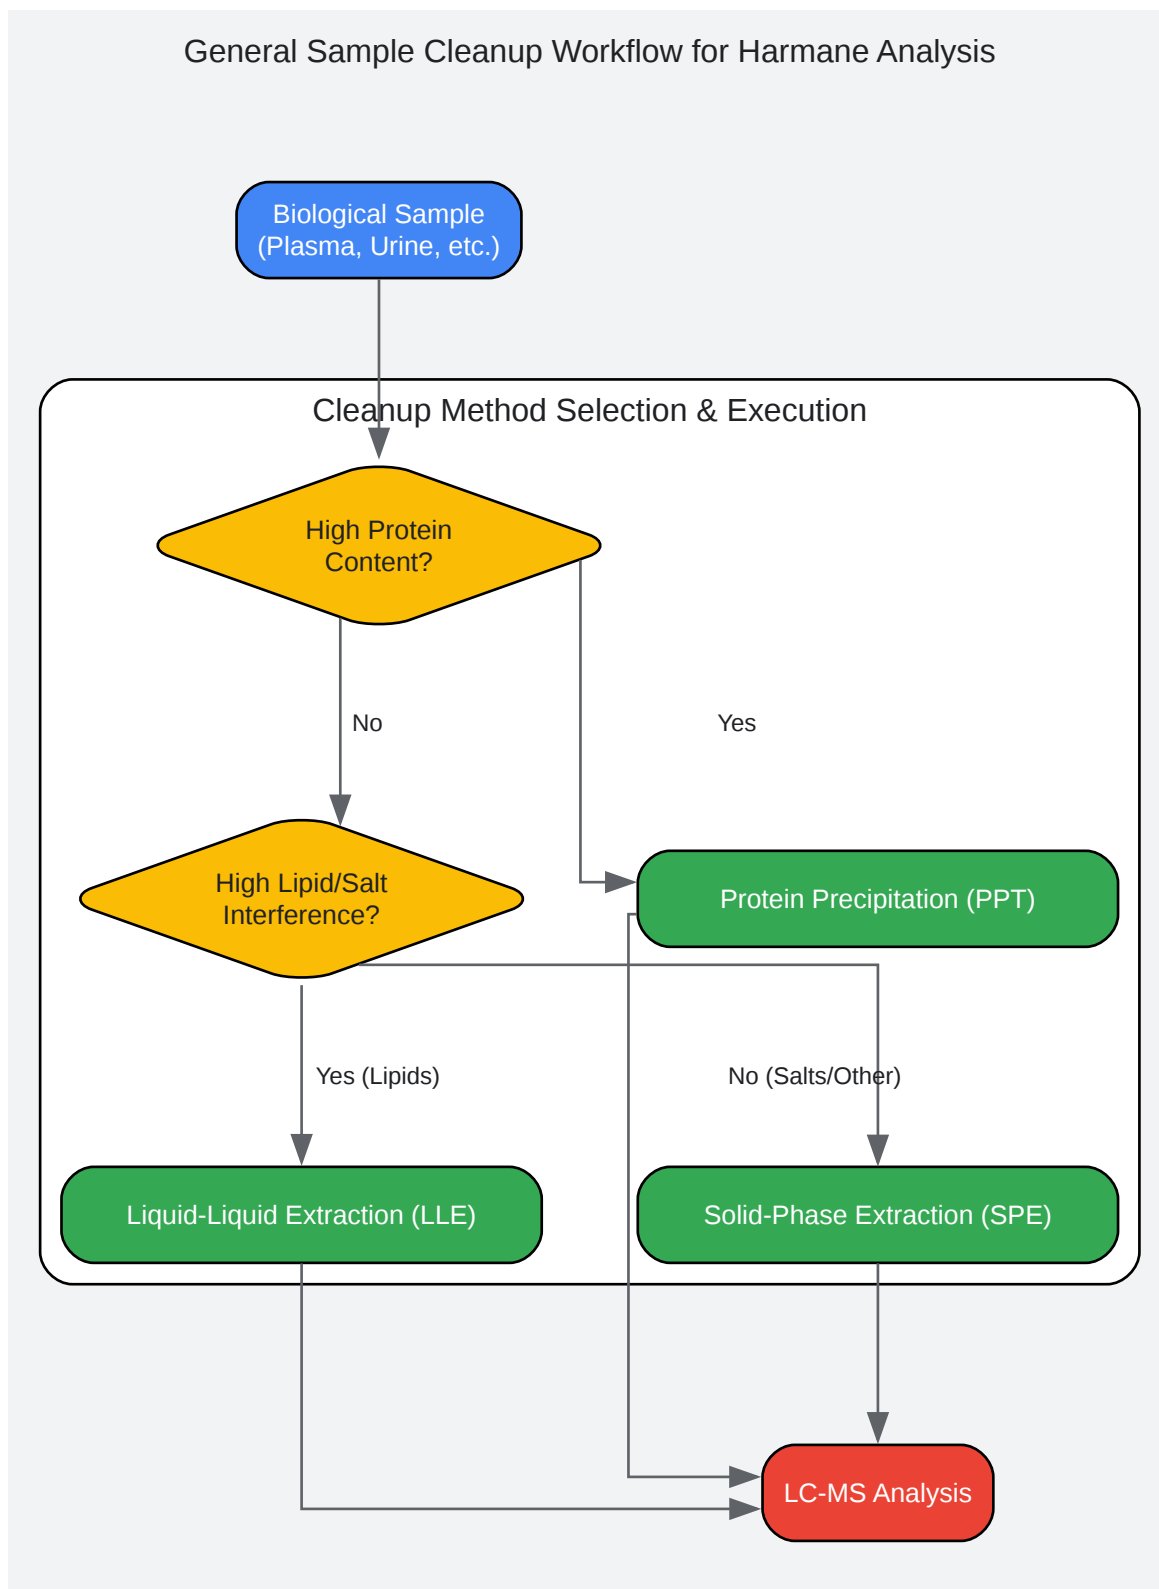 General Sample Cleanup Workflow for Harmane Analysis
Biological Sample
(Plasma, Urine, etc.)
Cleanup Method Selection & Execution
High Protein
Content?
No
Yes
High Lipid/Salt
Interference?
Protein Precipitation (PPT)
Yes (Lipids)
No (Salts/Other)
Liquid-Liquid Extraction (LLE)
Solid-Phase Extraction (SPE)
LC-MS Analysis